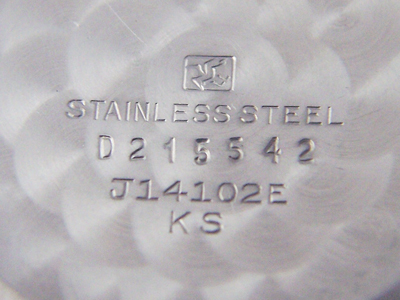 STAINLESS STEEL
D 215542
J14102E
KS